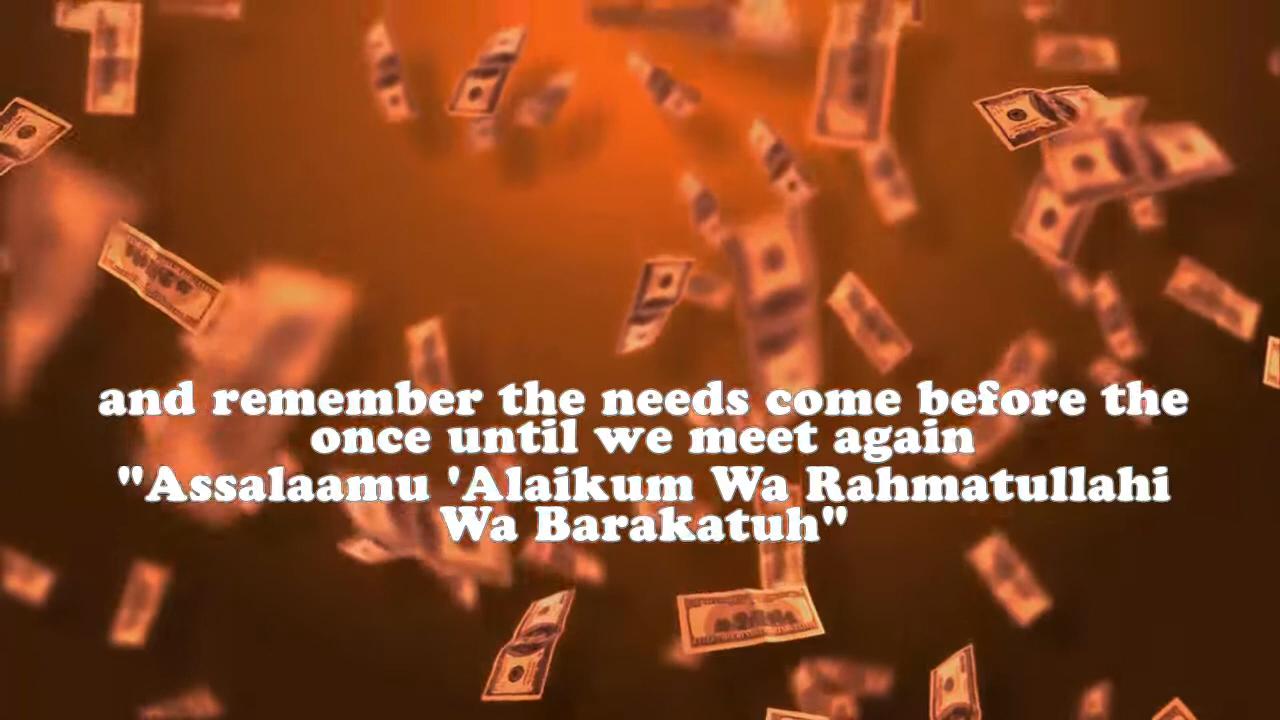 and remember the needs come before the
once until we meet again
"Assalaamu 'Alaikum Wa Rahmatullahi
Wa Barakatuh"